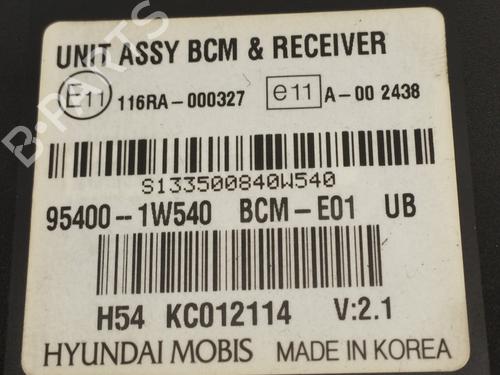 UNIT ASSY BCM & RECEIVER
E11 116RA-000327 e11 A-00 2438
S133500840W540
95400-1W540 BCM-E01 UB
H54 KC012114 V:2.1
HYUNDAI MOBIS MADE IN KOREA
B-PARTS